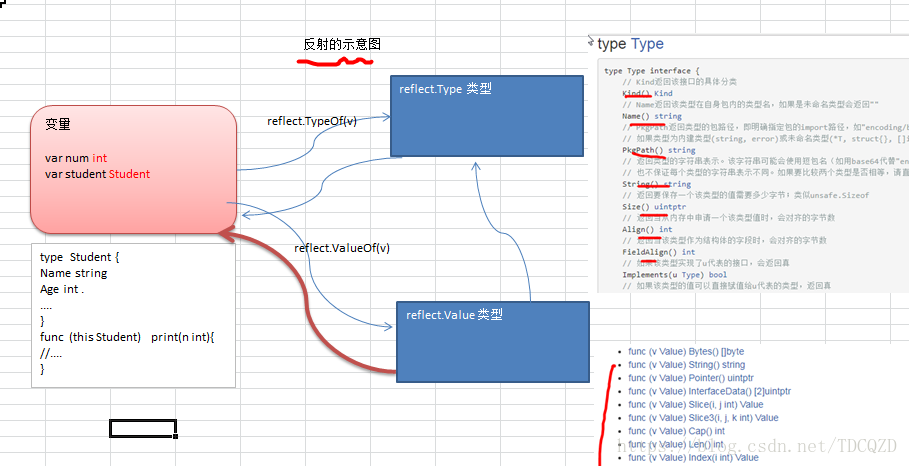 反射的示意图
变量
var num int
var student Student
reflect.TypeOf(v)
reflect.Type 类型
reflect.ValueOf(v)
reflect.Value 类型
type Student {
Name string
Age int .
....
}
func (this Student) print(n int){
//....
}
type Type
type Type interface {
// Kind返回该接口的具体分类
Kind() Kind
// Name返回该类型在自身包内的类型名，如果是未命名类型会返回""
Name() string
// PkgPath返回类型的包路径，即明确指定包的import路径，如"encoding/b
// 如果类型为内建类型(string, error)或未命名类型(*T, struct{}, []i
PkgPath() string
// 返回类型的字符串表示。该字符串可能会使用短包名（如用base64代替"en
// 也不保证每个类型的字符串表示不同。如果要比较两个类型是否相等，请直
String() string
// 返回要保存一个该类型的值需要多少字节；类似unsafe.Sizeof
Size() uintptr
// 返回当从内存中申请一个该类型值时，会对齐的字节数
Align() int
// 返回当该类型作为结构体的字段时，会对齐的字节数
FieldAlign() int
// 如果该类型实现了u代表的接口，会返回真
Implements(u Type) bool
// 如果该类型的值可以直接赋值给u代表的类型，返回真
func (v Value) Bytes() []byte
func (v Value) String() string
func (v Value) Pointer() uintptr
func (v Value) InterfaceData() [2]uintptr
func (v Value) Slice(i, j int) Value
func (v Value) Slice3(i, j, k int) Value
func (v Value) Cap() int
func (v Value) Len() int
func (v Value) Index(i int) Value
https://blog.csdn.net/TDCQZD